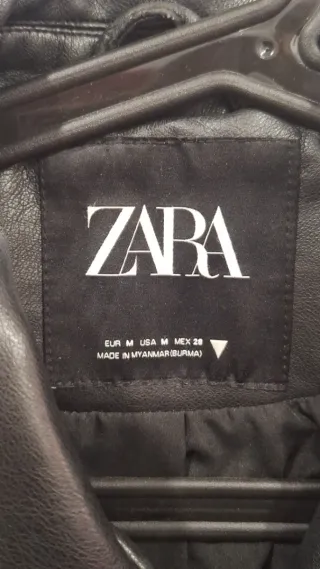 ZARA
EUR M USA M MEX 28
MADE IN MYANMAR(BURMA)